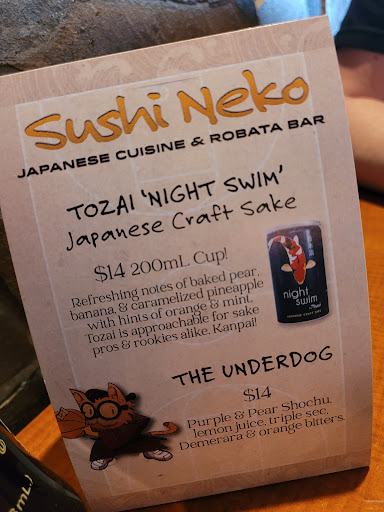 Sushi Neko
JAPANESE CUISINE & ROBATA BAR
TOZAI 'NIGHT SWIM'
Japanese Craft Sake
$14 200mL Cup!
Refreshing notes of baked pear,
banana, & caramelized pineapple
with hints of orange & mint.
Tozai is approachable for sake
pros & rookies alike. Kanpai!
night
swim
THE UNDERDOG
$14
Purple & Pear Shochu,
lemon juice, triple sec,
Demerara & orange bitters.
mL)